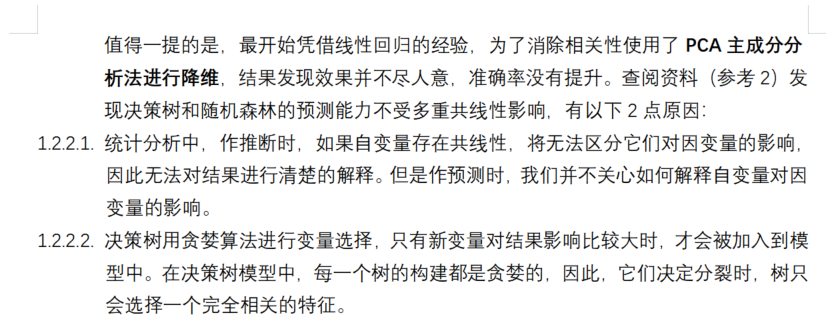 值得一提的是，最开始凭借线性回归的经验，为了消除相关性使用了 PCA 主成分分
析法进行降维，结果发现效果并不尽人意，准确率没有提升。查阅资料（参考 2）发
现决策树和随机森林的预测能力不受多重共线性影响，有以下 2 点原因：
1.2.2.1. 统计分析中，作推断时，如果自变量存在共线性，将无法区分它们对因变量的影响，
因此无法对结果进行清楚的解释。但是作预测时，我们并不关心如何解释自变量对因
变量的影响。
1.2.2.2. 决策树用贪婪算法进行变量选择，只有新变量对结果影响比较大时，才会被加入到模
型中。在决策树模型中，每一个树的构建都是贪婪的，因此，它们决定分裂时，树只
会选择一个完全相关的特征。